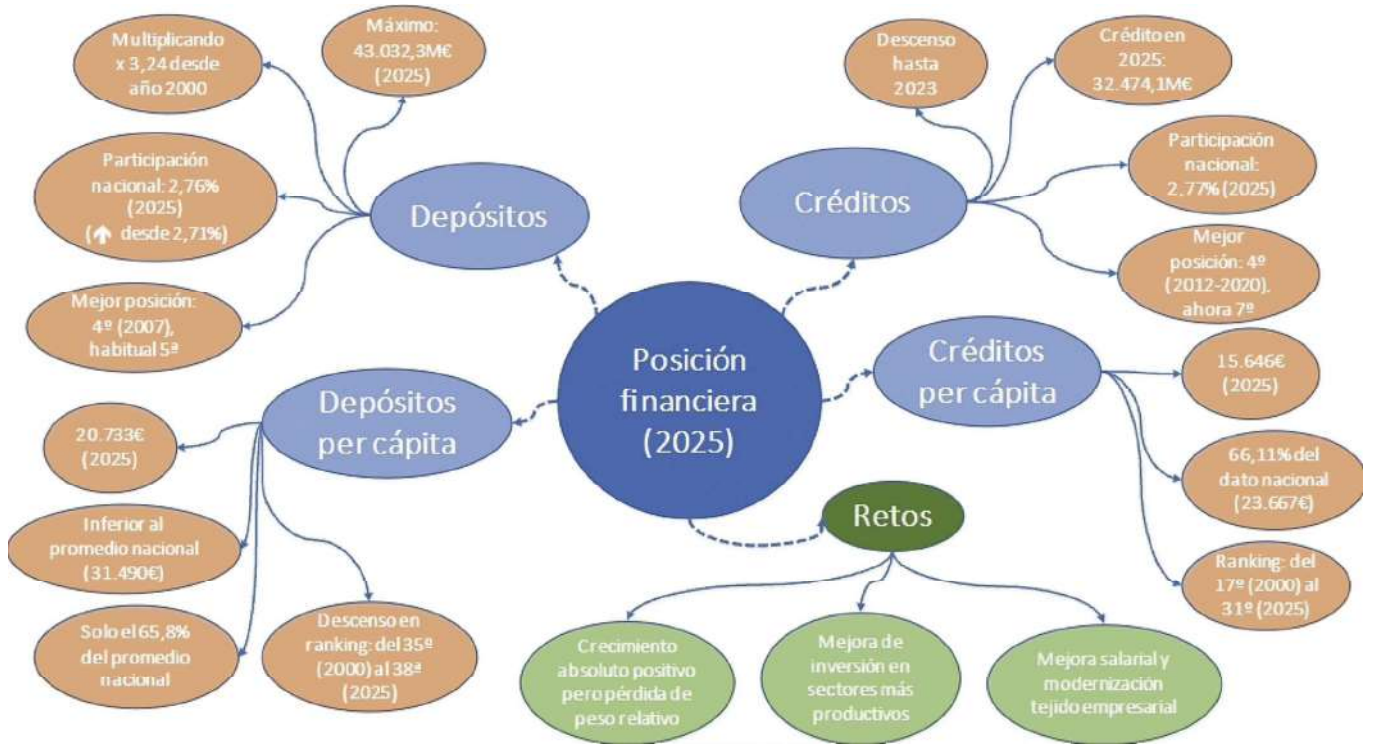 Multiplicando
x 3,24 desde
año 2000
Máximo:
43.032,3M€
(2025)
Participación
nacional: 2,76%
(2025)
(↑ desde 2,71%)
Mejor posición:
4º (2007),
habitual 5ª
Depósitos
Descenso
hasta
2023
Crédito en
2025:
32.474,1M€
Participación
nacional:
2.77% (2025)
Mejor
posición: 4º
(2012-2020),
ahora 7º
Créditos
Posición
financiera
(2025)
Depósitos
per cápita
20.733€
(2025)
Inferior al
promedio nacional
(31.490€)
Solo el 65,8%
del promedio
nacional
Descenso en
ranking: del 35º
(2000) al 38ª
(2025)
Créditos
per cápita
15.646€
(2025)
66,11% del
dato nacional
(23.667€)
Ranking: del
17º (2000) al
31º (2025)
Retos
Crecimiento
absoluto positivo
pero pérdida de
peso relativo
Mejora de
inversión en
sectores más
productivos
Mejora salarial y
modernización
tejido empresarial